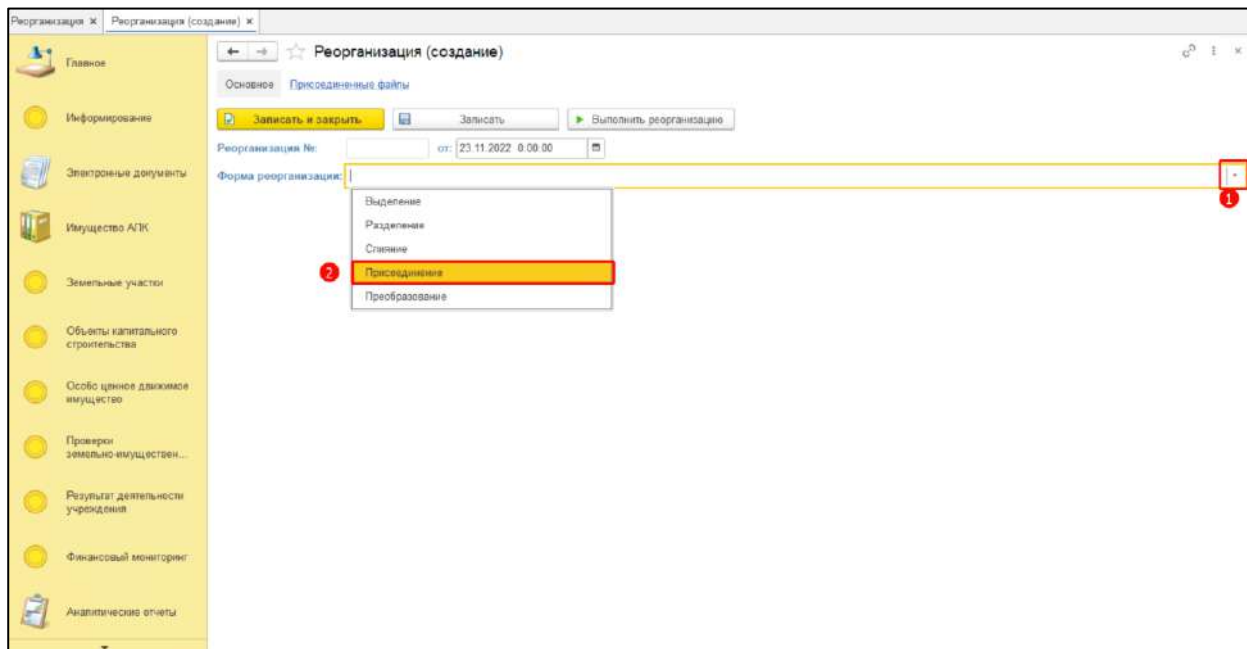 Реорганизация × Реорганизация (создание) ×
Главное
Информирование
Электронные документы
Имущество АПК
Земельные участки
Объекты капитального
строительства
Особо ценное движимое
имущество
Проверки
земельно-имуществен...
Результат деятельности
учреждения
Финансовый мониторинг
Аналитические отчеты
Реорганизация (создание)
Основное Присоединенные файлы
Записать и закрыть Записать Выполнить реорганизацию
Реорганизация №: от: 23.11.2022 0:00:00
Форма реорганизации:
1
Выделение
Разделение
Слияние
2 Присоединение
Преобразование